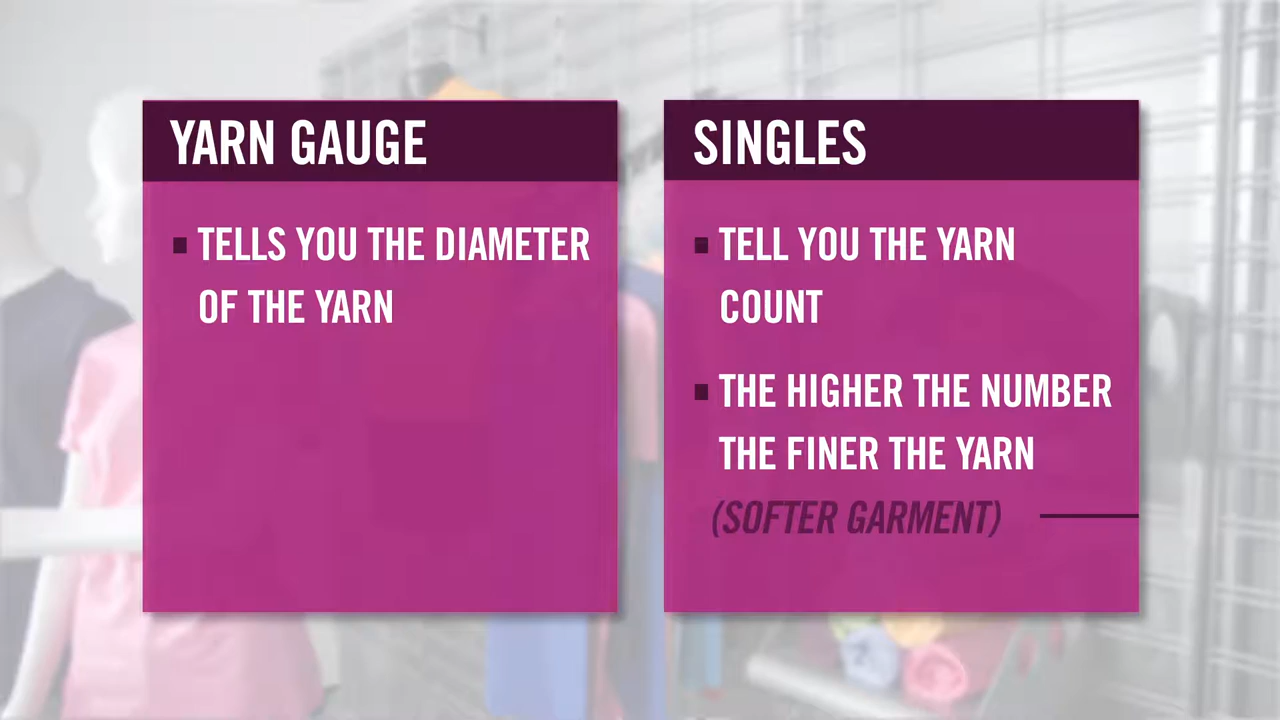 YARN GAUGE
▪ TELLS YOU THE DIAMETER
OF THE YARN
SINGLES
▪ TELL YOU THE YARN
COUNT
▪ THE HIGHER THE NUMBER
THE FINER THE YARN
(SOFTER GARMENT)